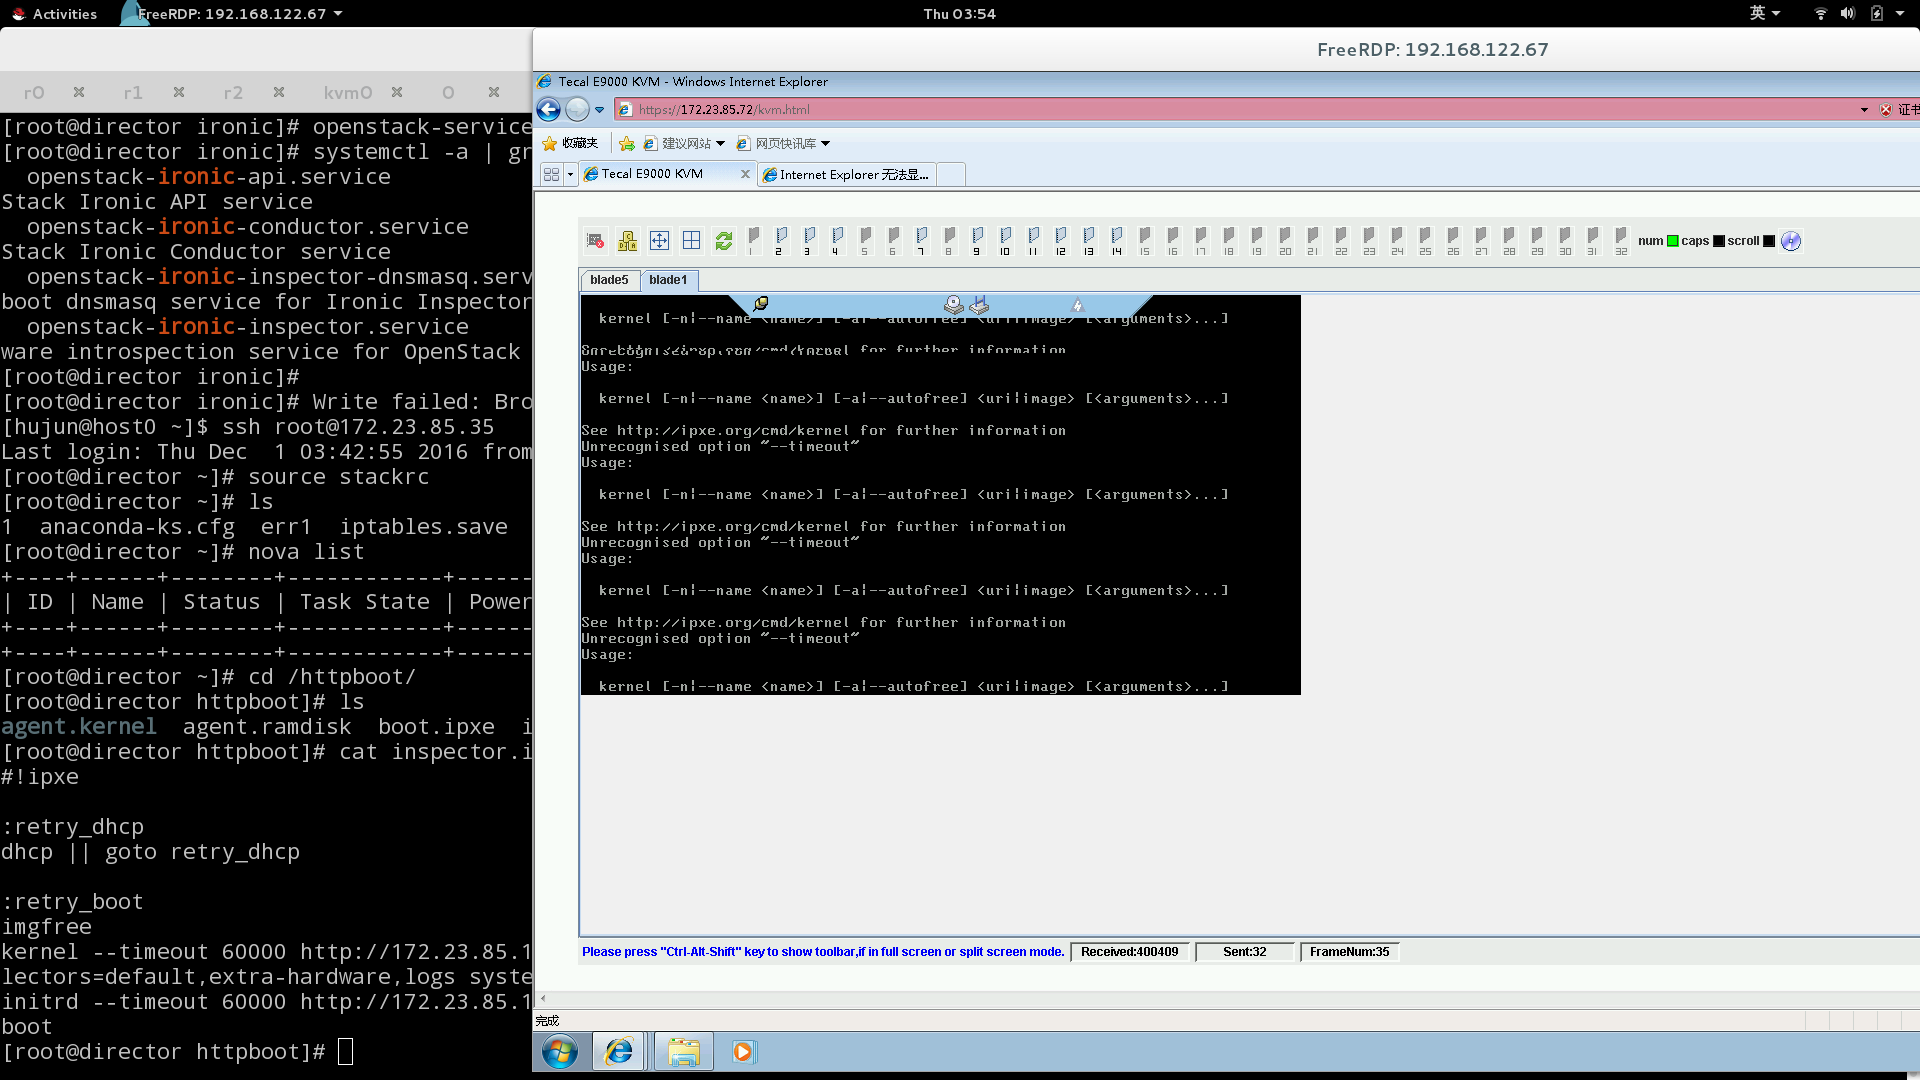 Activities
FreeRDP: 192.168.122.67
Thu 03:54
英
FreeRDP: 192.168.122.67
r0
r1
r2
kvm0
0
[root@director ironic]# openstack-service
[root@director ironic]# systemctl -a | gr
openstack-ironic-api.service
Stack Ironic API service
openstack-ironic-conductor.service
Stack Ironic Conductor service
openstack-ironic-inspector-dnsmasq.serv
boot dnsmasq service for Ironic Inspector
openstack-ironic-inspector.service
ware introspection service for OpenStack
[root@director ironic]#
[root@director ironic]# Write failed: Bro
[hujun@host0 ~]$ ssh root@172.23.85.35
Last login: Thu Dec  1 03:42:55 2016 from
[root@director ~]# source stackrc
[root@director ~]# ls
1  anaconda-ks.cfg  err1  iptables.save
[root@director ~]# nova list
+----+------+--------+------------+------
| ID | Name | Status | Task State | Power
+----+------+--------+------------+------
+----+------+--------+------------+------
[root@director ~]# cd /httpboot/
[root@director httpboot]# ls
agent.kernel  agent.ramdisk  boot.ipxe  i
[root@director httpboot]# cat inspector.i
#!ipxe
:retry_dhcp
dhcp || goto retry_dhcp
:retry_boot
imgfree
kernel --timeout 60000 http://172.23.85.1
lectors=default,extra-hardware,logs syste
initrd --timeout 60000 http://172.23.85.1
boot
[root@director httpboot]#
Tecal E9000 KVM - Windows Internet Explorer
https://172.23.85.72/kvm.html
证书
收藏夹
建议网站
网页快讯库
Tecal E9000 KVM
Internet Explorer 无法显...
1 2 3 4 5 6 7 8 9 10 11 12 13 14 15 16 17 18 19 20 21 22 23 24 25 26 27 28 29 30 31 32
num caps scroll
blade5
blade1
kernel [-n|--name <name>] [-a|--autofree] <uri|image> [<arguments>...]
for further information
Usage:
kernel [-n|--name <name>] [-a|--autofree] <uri|image> [<arguments>...]
See http://ipxe.org/cmd/kernel for further information
Unrecognised option "--timeout"
Usage:
kernel [-n|--name <name>] [-a|--autofree] <uri|image> [<arguments>...]
See http://ipxe.org/cmd/kernel for further information
Unrecognised option "--timeout"
Usage:
kernel [-n|--name <name>] [-a|--autofree] <uri|image> [<arguments>...]
See http://ipxe.org/cmd/kernel for further information
Unrecognised option "--timeout"
Usage:
kernel [-n|--name <name>] [-a|--autofree] <uri|image> [<arguments>...]
Please press "Ctrl-Alt-Shift" key to show toolbar,if in full screen or split screen mode.
Received:400409
Sent:32
FrameNum:35
完成